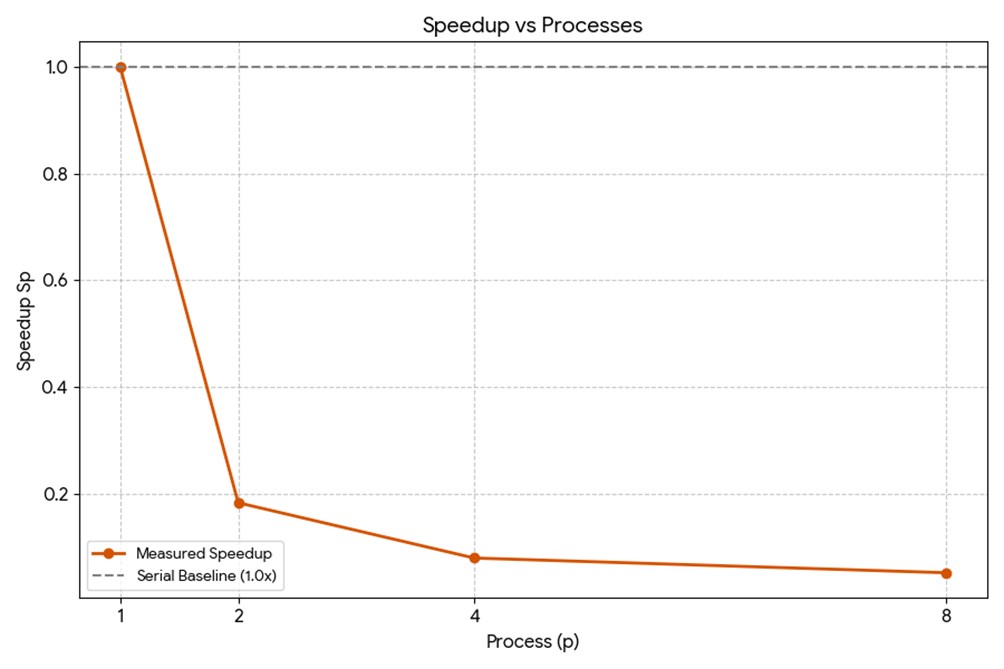 Speedup vs Processes
1.0
0.8
0.6
0.4
0.2
Speedup Sp
Measured Speedup
Serial Baseline (1.0x)
1 2 4 8
Process (p)